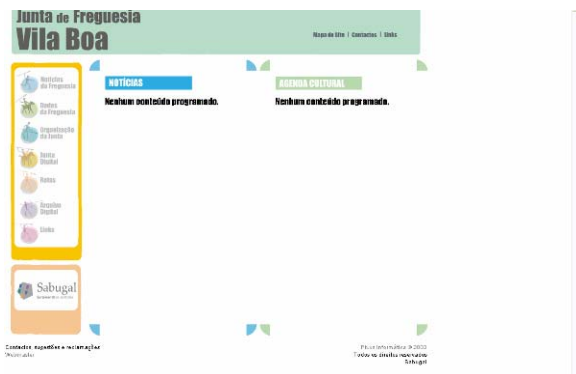 Junta de Freguesia
Vila Boa
Mapa do Site | Contactos | Links
Notícias
da Freguesia
Dados
da Freguesia
Organização
da Junta
Junta
Digital
Arquivo
Digital
Links
NOTÍCIAS
Nenhum conteúdo programado.
AGENDA CULTURAL
Nenhum conteúdo programado.
Sabugal
Contactos, sugestões e reclamações
Webmaster
Todos os direitos reservados
Sabugal